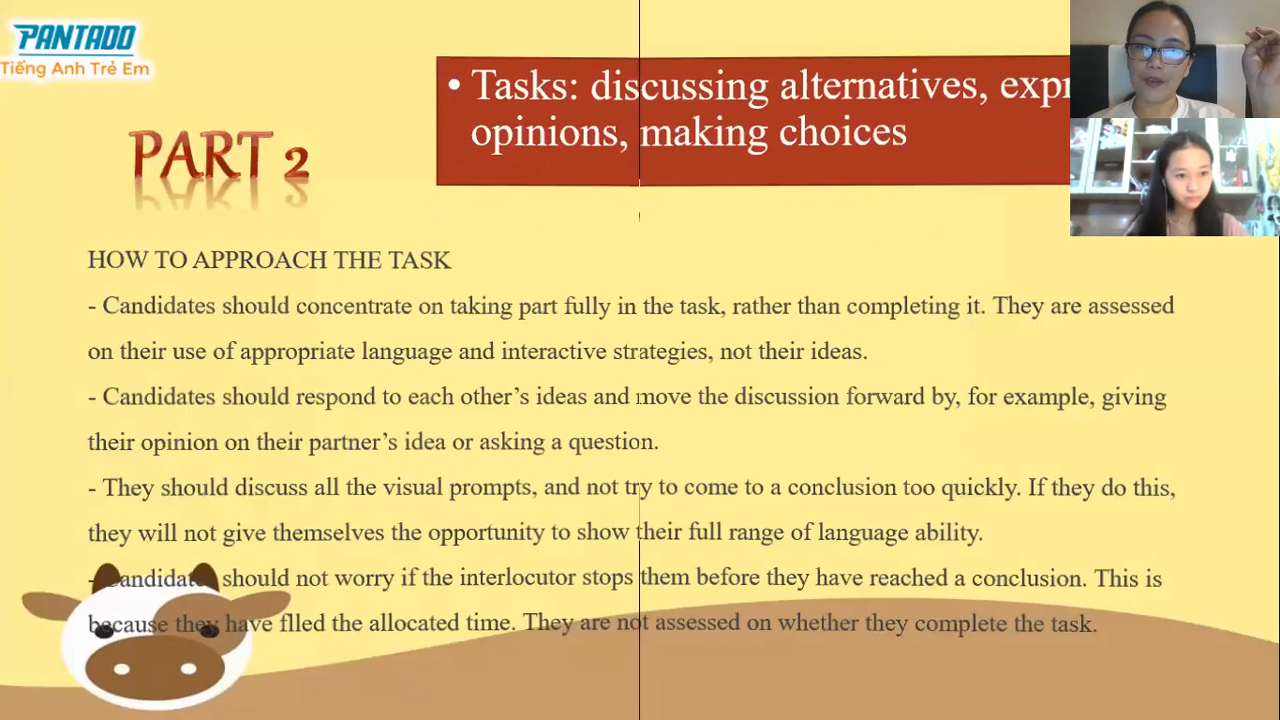 PANTADO
Tiếng Anh Trẻ Em
• Tasks: discussing alternatives,
opinions, making choices
PART 2
HOW TO APPROACH THE TASK
- Candidates should concentrate on taking part fully in the task, rather than completing it. They are assessed
on their use of appropriate language and interactive strategies, not their ideas.
- Candidates should respond to each other’s ideas and move the discussion forward by, for example, giving
their opinion on their partner’s idea or asking a question.
- They should discuss all the visual prompts, and not try to come to a conclusion too quickly. If they do this,
they will not give themselves the opportunity to show their full range of language ability.
- Candidates should not worry if the interlocutor stops them before they have reached a conclusion. This is
because they have flled the allocated time. They are not assessed on whether they complete the task.